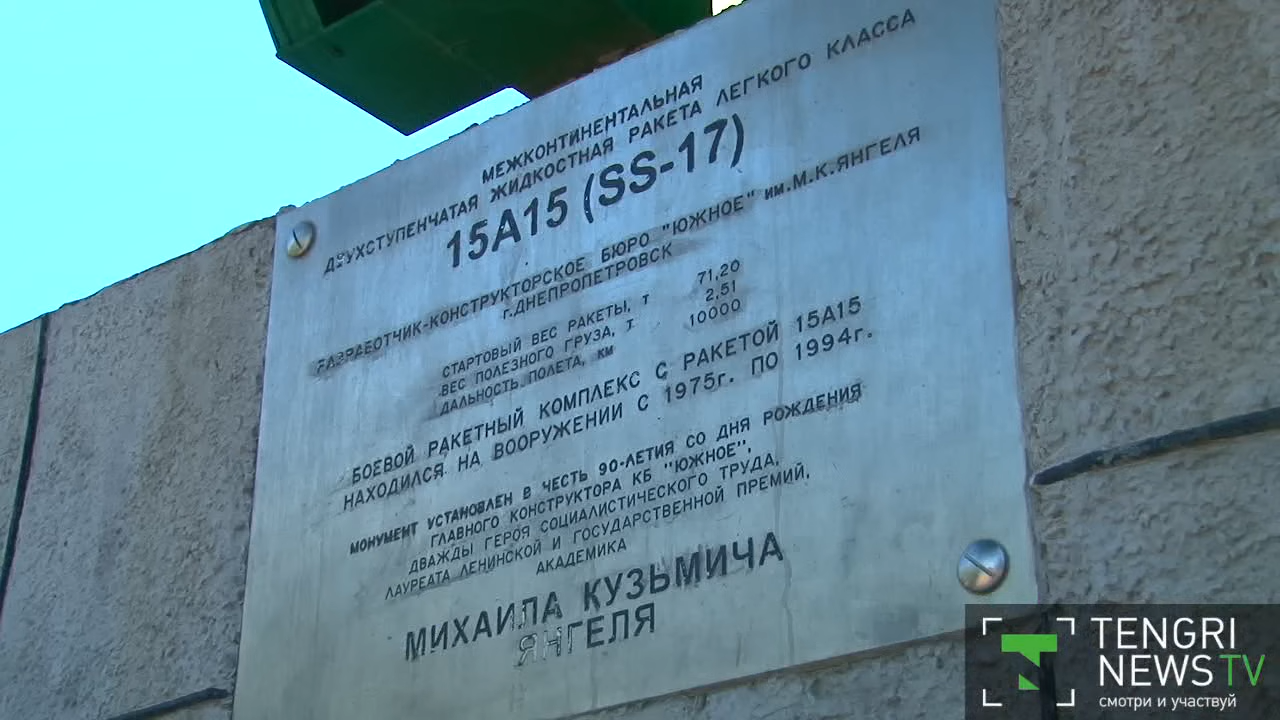 МЕЖКОНТИНЕНТАЛЬНАЯ
ДВУХСТУПЕНЧАТАЯ ЖИДКОСТНАЯ РАКЕТА ЛЕГКОГО КЛАССА
15А15 (SS-17)
РАЗРАБОТЧИК-КОНСТРУКТОРСКОЕ БЮРО "ЮЖНОЕ" им.М.К.ЯНГЕЛЯ
г.ДНЕПРОПЕТРОВСК
СТАРТОВЫЙ ВЕС РАКЕТЫ, т 71,20
ВЕС ПОЛЕЗНОГО ГРУЗА, т 2,51
ДАЛЬНОСТЬ ПОЛЕТА, км 10000
БОЕВОЙ РАКЕТНЫЙ КОМПЛЕКС С РАКЕТОЙ 15А15
НАХОДИЛСЯ НА ВООРУЖЕНИИ С 1975г. ПО 1994г.
МОНУМЕНТ УСТАНОВЛЕН В ЧЕСТЬ 90-ЛЕТИЯ СО ДНЯ РОЖДЕНИЯ
ГЛАВНОГО КОНСТРУКТОРА КБ "ЮЖНОЕ",
ДВАЖДЫ ГЕРОЯ СОЦИАЛИСТИЧЕСКОГО ТРУДА,
ЛАУРЕАТА ЛЕНИНСКОЙ И ГОСУДАРСТВЕННОЙ ПРЕМИЙ,
АКАДЕМИКА
МИХАИЛА КУЗЬМИЧА
ЯНГЕЛЯ
TENGRI
NEWSTV
смотри и участвуй